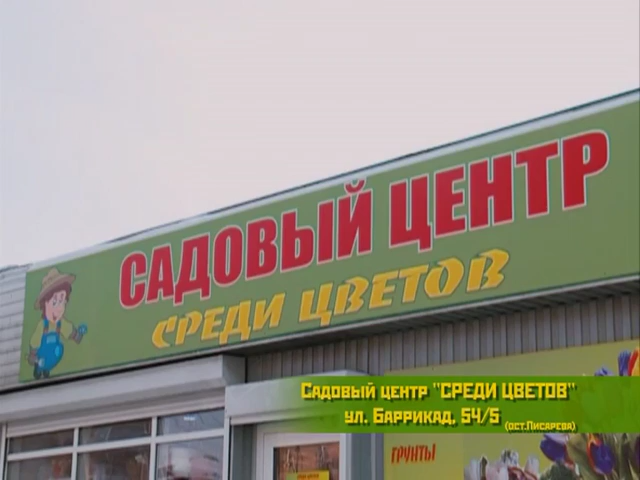 САДОВЫЙ ЦЕНТР
СРЕДИ ЦВЕТОВ
Садовый центр "СРЕДИ ЦВЕТОВ"
ул. Баррикад, 54/5 (ост.Писарева)
ГРУНТЫ